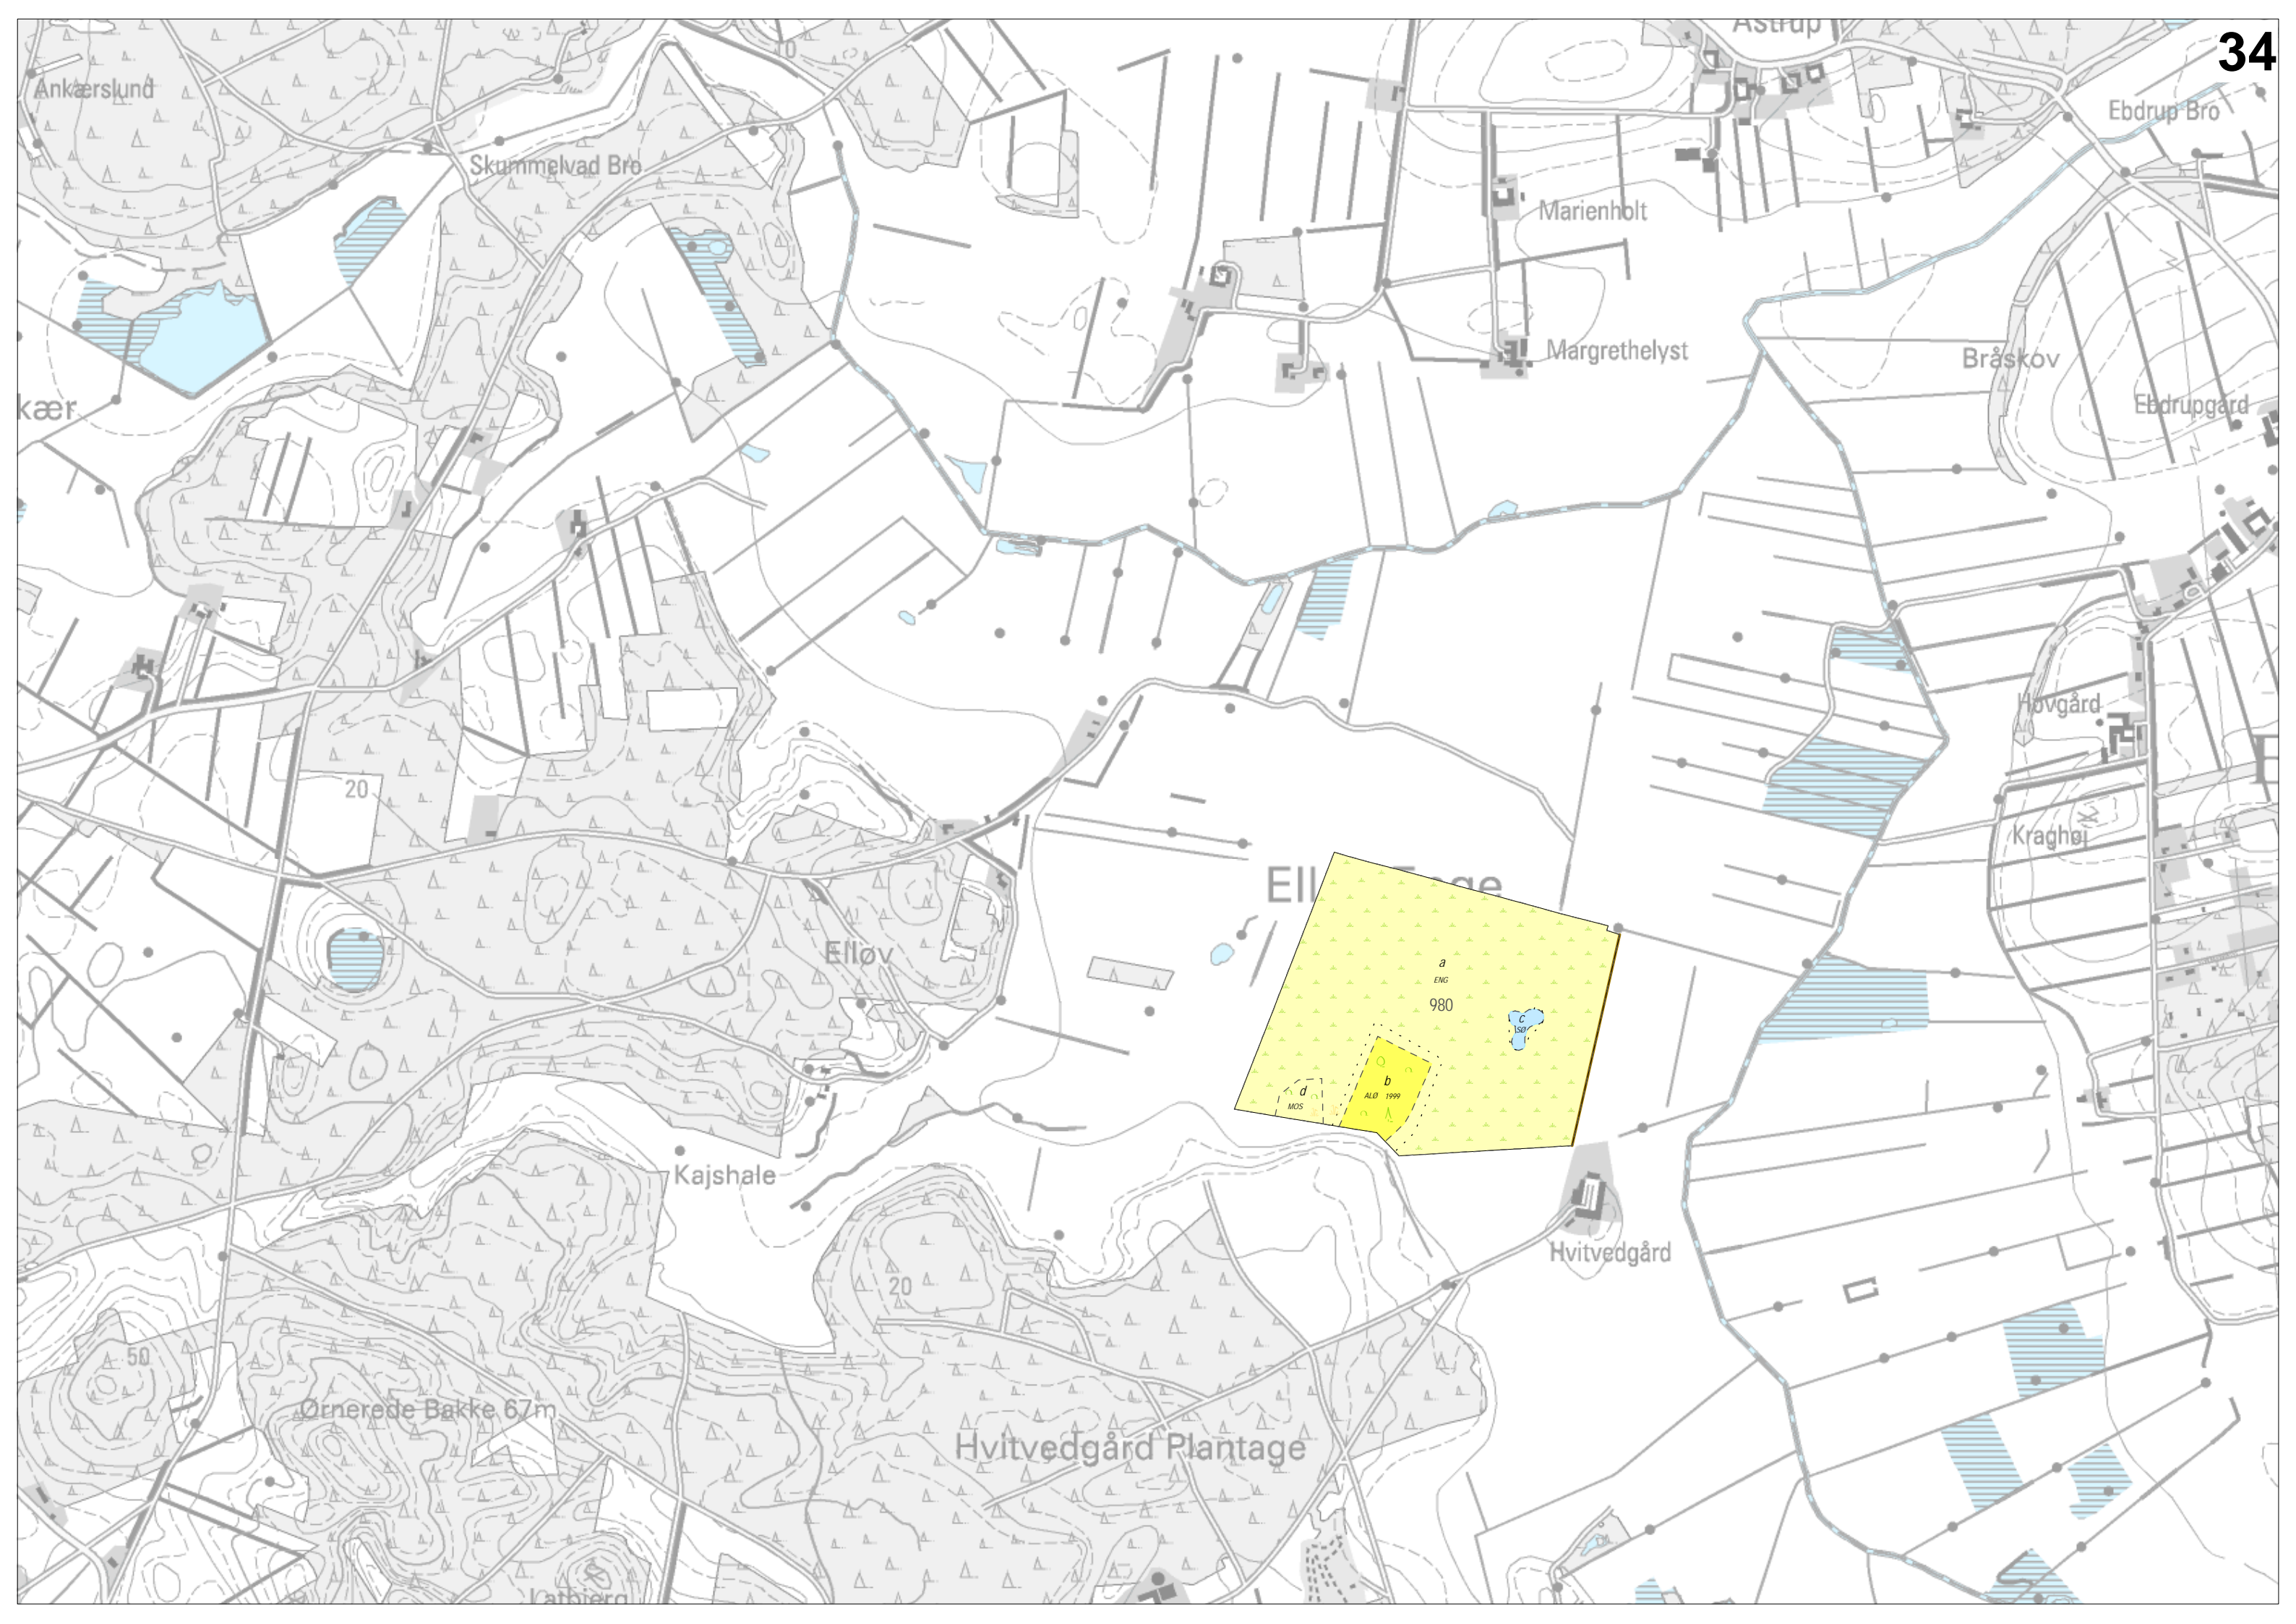 Astrup
34
10
Ankærslund
Ebdrup Bro
Skummelvad Bro
Marienholt
Margrethelyst
Bråskov
kær
Ebdrupgård
Hovgård
20
Kraghøj
Elløv
a
ENG
980
c
SØ
b
ALØ 1999
d
MOS
Kajshale
Hvitvedgård
20
50
Ørnerede Bakke 67m
Hvitvedgård Plantage